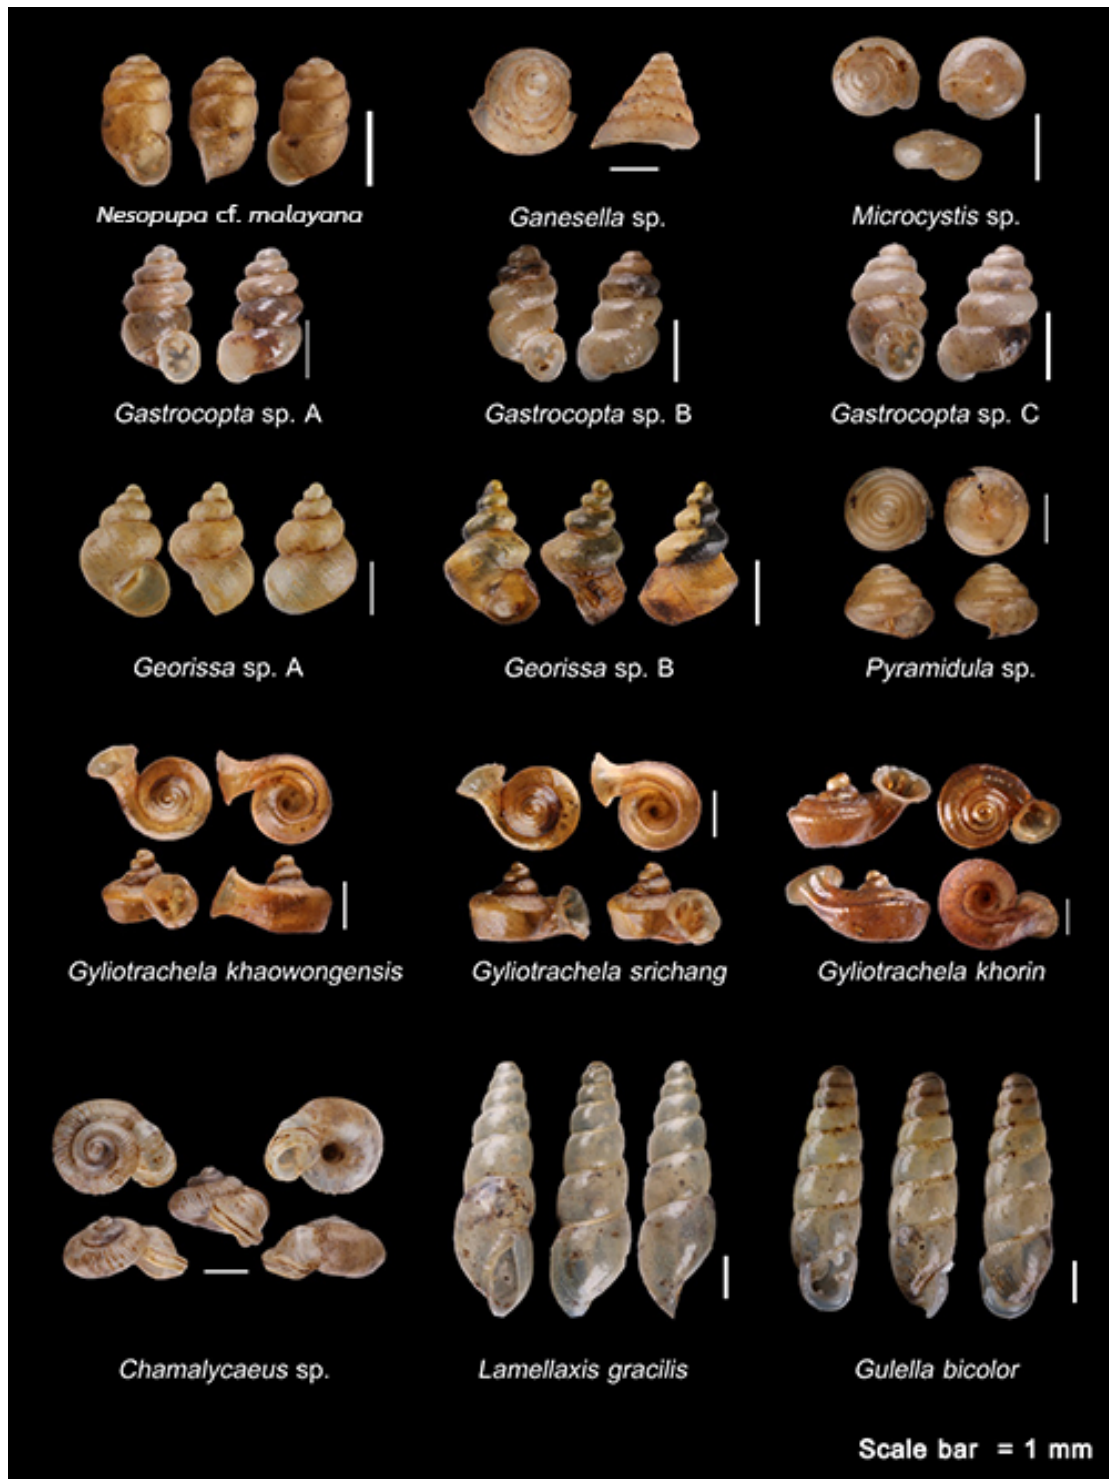 Nesopupa cf. malayana
Ganesella sp.
Microcystis sp.
Gastrocopta sp. A
Gastrocopta sp. B
Gastrocopta sp. C
Georissa sp. A
Georissa sp. B
Pyramidula sp.
Gyliotrachela khaowongensis
Gyliotrachela srichang
Gyliotrachela khorin
Chamalycaeus sp.
Lamellaxis gracilis
Gulella bicolor
Scale bar = 1 mm